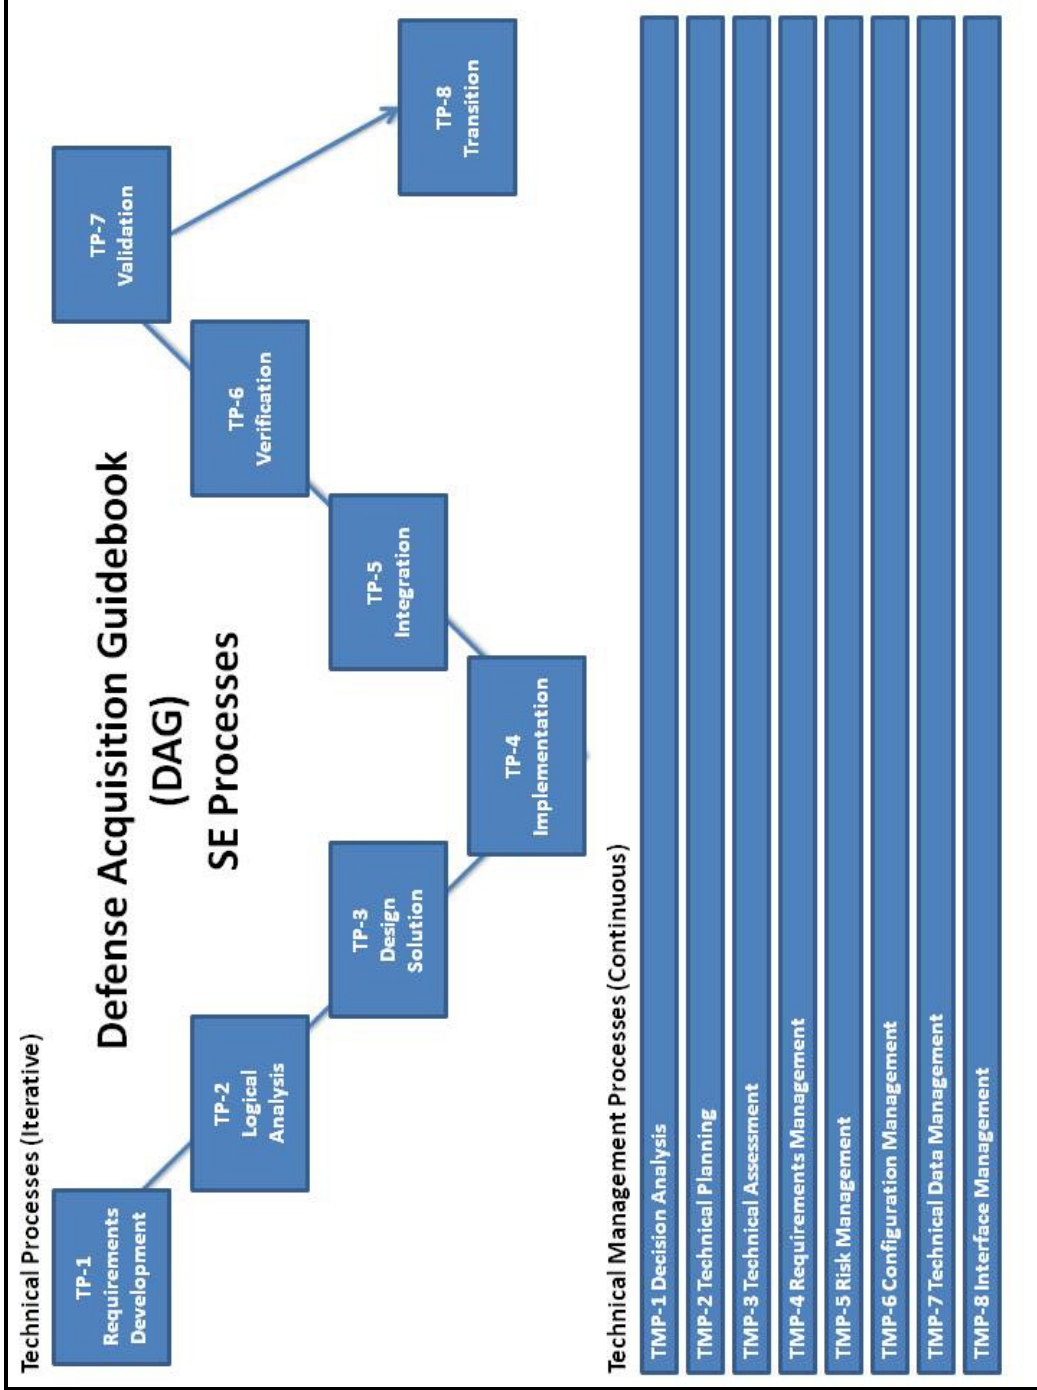 Technical Processes (Iterative)
Defense Acquisition Guidebook
(DAG)
SE Processes
TP-1
Requirements
Development
TP-2
Logical
Analysis
TP-3
Design
Solution
TP-4
Implementation
TP-5
Integration
TP-6
Verification
TP-7
Validation
TP-8
Transition
Technical Management Processes (Continuous)
TMP-1 Decision Analysis
TMP-2 Technical Planning
TMP-3 Technical Assessment
TMP-4 Requirements Management
TMP-5 Risk Management
TMP-6 Configuration Management
TMP-7 Technical Data Management
TMP-8 Interface Management